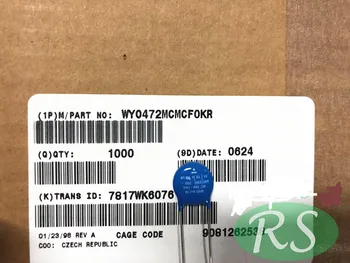 (1P)M/PART NO: WY0472MCMCF0KR
(Q)QTY: 1000 (9D)DATE: 0624
(K)TRANS ID: 7817WK6076
01/23/98 REV A CAGE CODE 9081262538
COO: CZECH REPUBLIC
RS